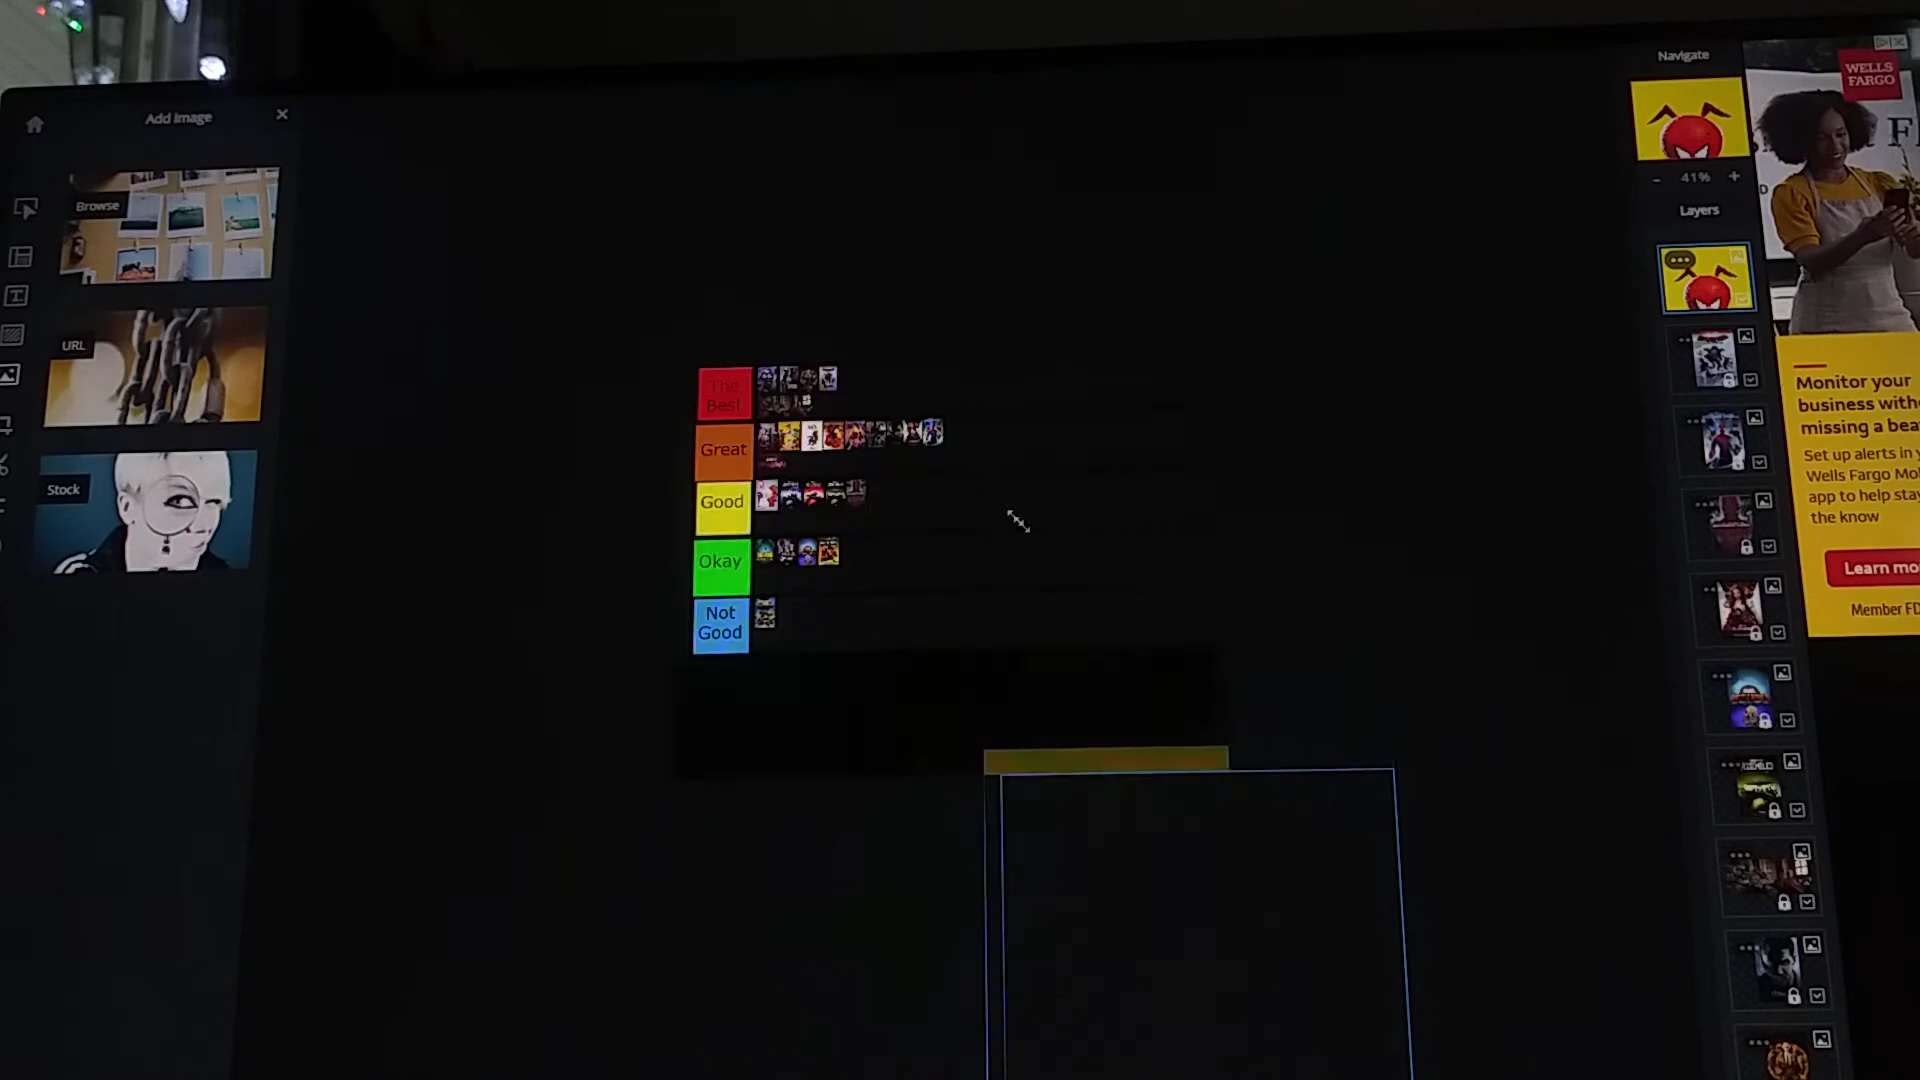 Add image
Browse
URL
Stock
The
Best
Great
Good
Okay
Not
Good
Navigate
- 41% +
Layers
WELLS
FARGO
Monitor your
business with
missing a bea
Set up alerts in y
Wells Fargo Mo
app to help stay
the know
Learn mo
Member FD